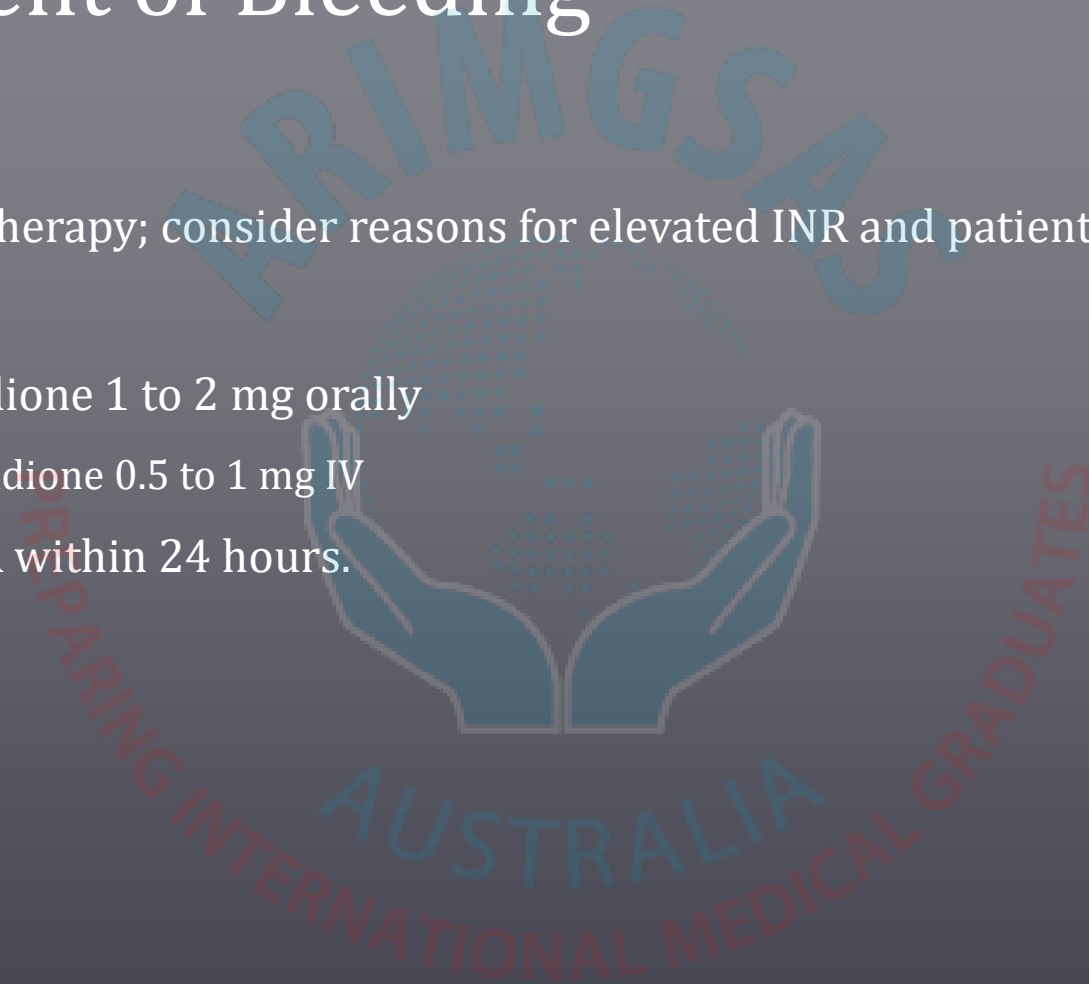 ent of Bleeding
ARIMGSAS
herapy; consider reasons for elevated INR and patient
dione 1 to 2 mg orally
dione 0.5 to 1 mg IV
within 24 hours.
AUSTRALIA
PREPARING INTERNATIONAL MEDICAL GRADUATES